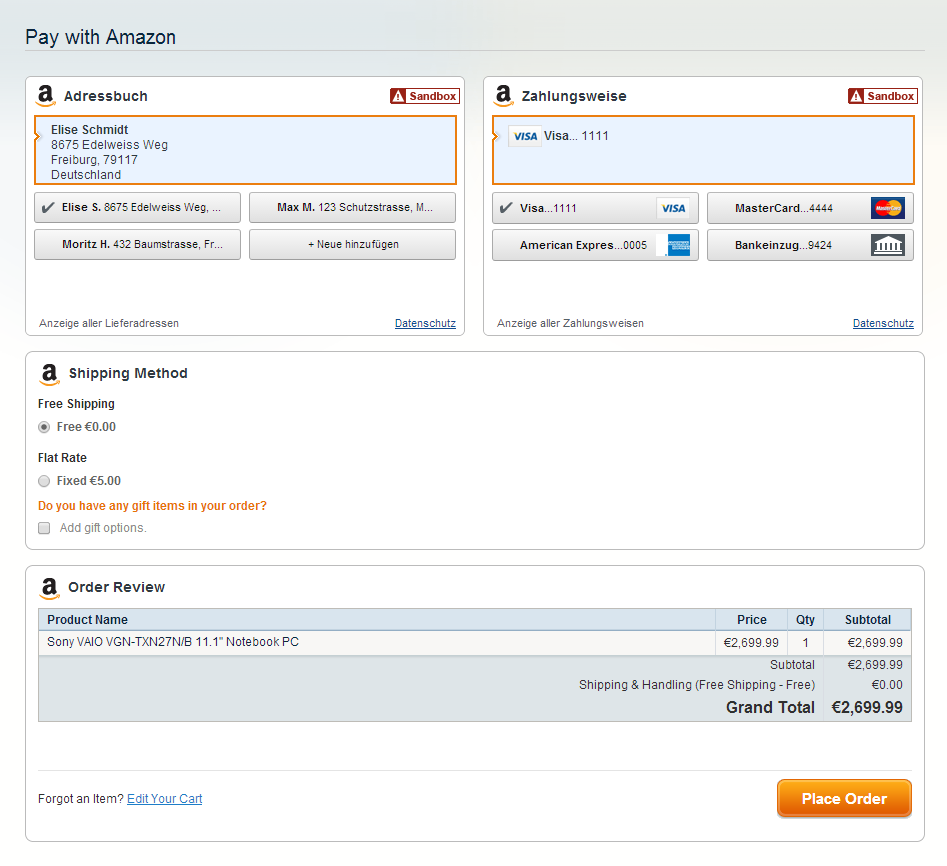 Pay with Amazon
a Adressbuch Sandbox
Elise Schmidt
8675 Edelweiss Weg
Freiburg, 79117
Deutschland
Elise S. 8675 Edelweiss Weg, ...
Max M. 123 Schutzstrasse, M...
Moritz H. 432 Baumstrasse, Fr...
+ Neue hinzufügen
Anzeige aller Lieferadressen Datenschutz
a Zahlungsweise Sandbox
VISA Visa... 1111
Visa...1111 VISA
MasterCard...4444 MasterCard
American Expres...0005
Bankeinzug...9424
Anzeige aller Zahlungsweisen Datenschutz
a Shipping Method
Free Shipping
Free €0.00
Flat Rate
Fixed €5.00
Do you have any gift items in your order?
Add gift options.
a Order Review
Product Name Price Qty Subtotal
Sony VAIO VGN-TXN27N/B 11.1" Notebook PC €2,699.99 1 €2,699.99
Subtotal €2,699.99
Shipping & Handling (Free Shipping - Free) €0.00
Grand Total €2,699.99
Forgot an Item? Edit Your Cart
Place Order